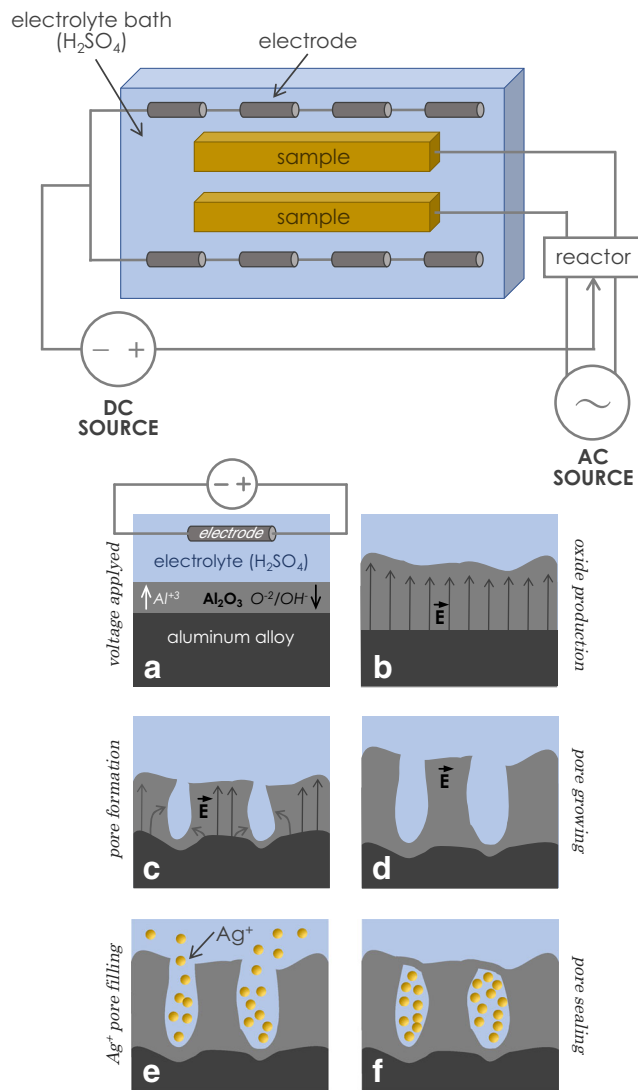 electrolyte bath
(H₂SO₄)
electrode
sample
sample
reactor
− +
DC
SOURCE
~
AC
SOURCE
− +
electrode
electrolyte (H₂SO₄)
Al⁺³ Al₂O₃ O⁻²/OH⁻
aluminum alloy
a
voltage applyed
E
b
oxide production
E
c
pore formation
E
d
pore growing
Ag⁺
e
Ag⁺ pore filling
f
pore sealing